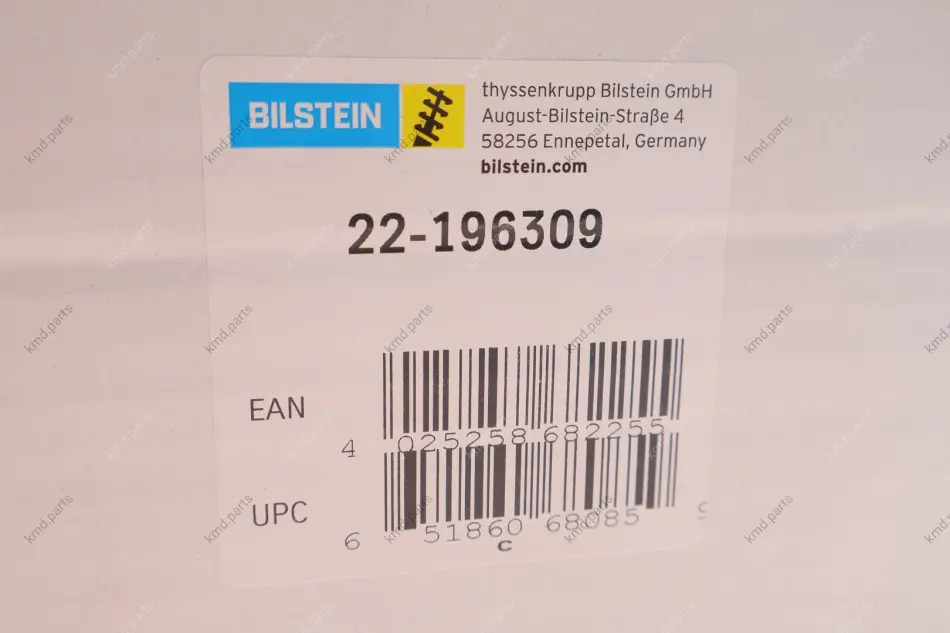 BILSTEIN
thyssenkrupp Bilstein GmbH
August-Bilstein-Straße 4
58256 Ennepetal, Germany
bilstein.com
22-196309
EAN
4 025258 682255
UPC
6 51860 68085 9
C
kmd.parts